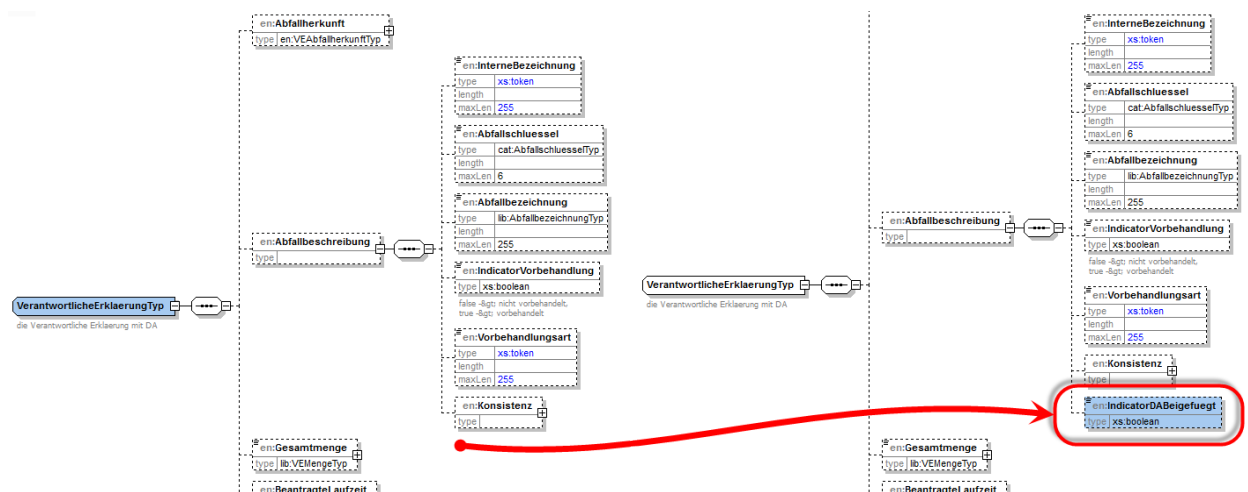 en:Abfallherkunft
type en:VEAbfallherkunftTyp
en:InterneBezeichnung
type xs:token
length
maxLen 255
en:Abfallschluessel
type cat:AbfallschluesselTyp
length
maxLen 6
en:Abfallbezeichnung
type lib:AbfallbezeichnungTyp
length
maxLen 255
en:Abfallbeschreibung
type
en:IndicatorVorbehandlung
type xs:boolean
false -&gt; nicht vorbehandelt,
true -&gt; vorbehandelt
VerantwortlicheErklaerungTyp
die Verantwortliche Erklaerung mit DA
en:Vorbehandlungsart
type xs:token
length
maxLen 255
en:Konsistenz
type
en:Gesamtmenge
type lib:VEMengeTyp
en:BeantragteLaufzeit
en:InterneBezeichnung
type xs:token
length
maxLen 255
en:Abfallschluessel
type cat:AbfallschluesselTyp
length
maxLen 6
en:Abfallbezeichnung
type lib:AbfallbezeichnungTyp
length
maxLen 255
en:Abfallbeschreibung
type
en:IndicatorVorbehandlung
type xs:boolean
false -&gt; nicht vorbehandelt,
true -&gt; vorbehandelt
VerantwortlicheErklaerungTyp
die Verantwortliche Erklaerung mit DA
en:Vorbehandlungsart
type xs:token
length
maxLen 255
en:Konsistenz
type
en:IndicatorDABeigefuegt
type xs:boolean
en:Gesamtmenge
type lib:VEMengeTyp
en:BeantragteLaufzeit